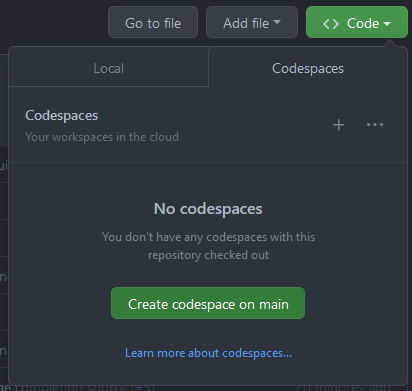 Go to file
Add file
<> Code
Local
Codespaces
Codespaces
Your workspaces in the cloud
No codespaces
You don't have any codespaces with this
repository checked out
Create codespace on main
Learn more about codespaces...